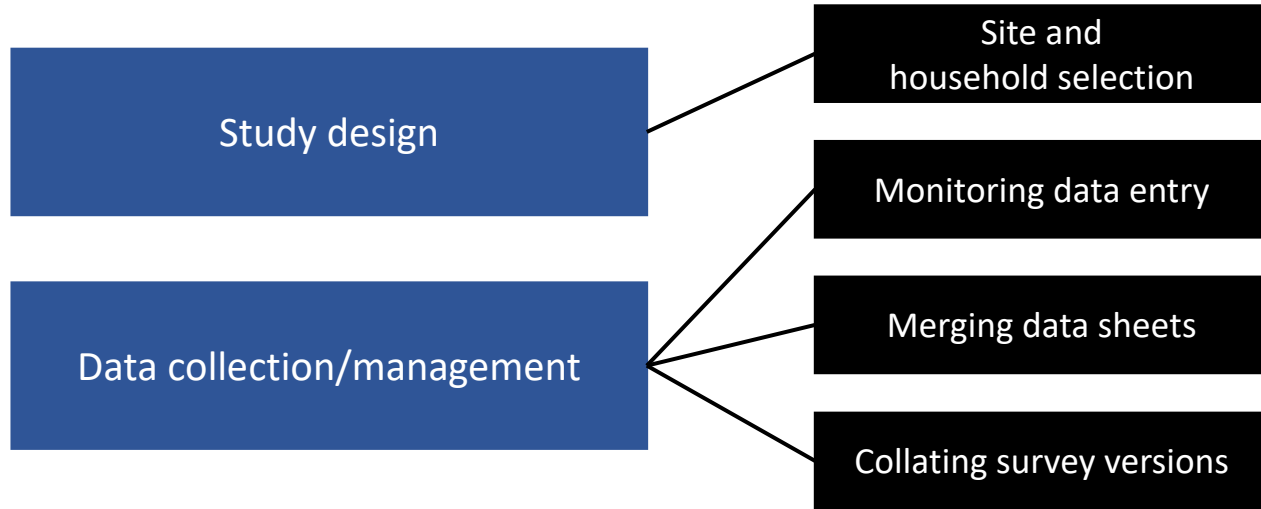 Study design
Data collection/management
Site and
household selection
Monitoring data entry
Merging data sheets
Collating survey versions